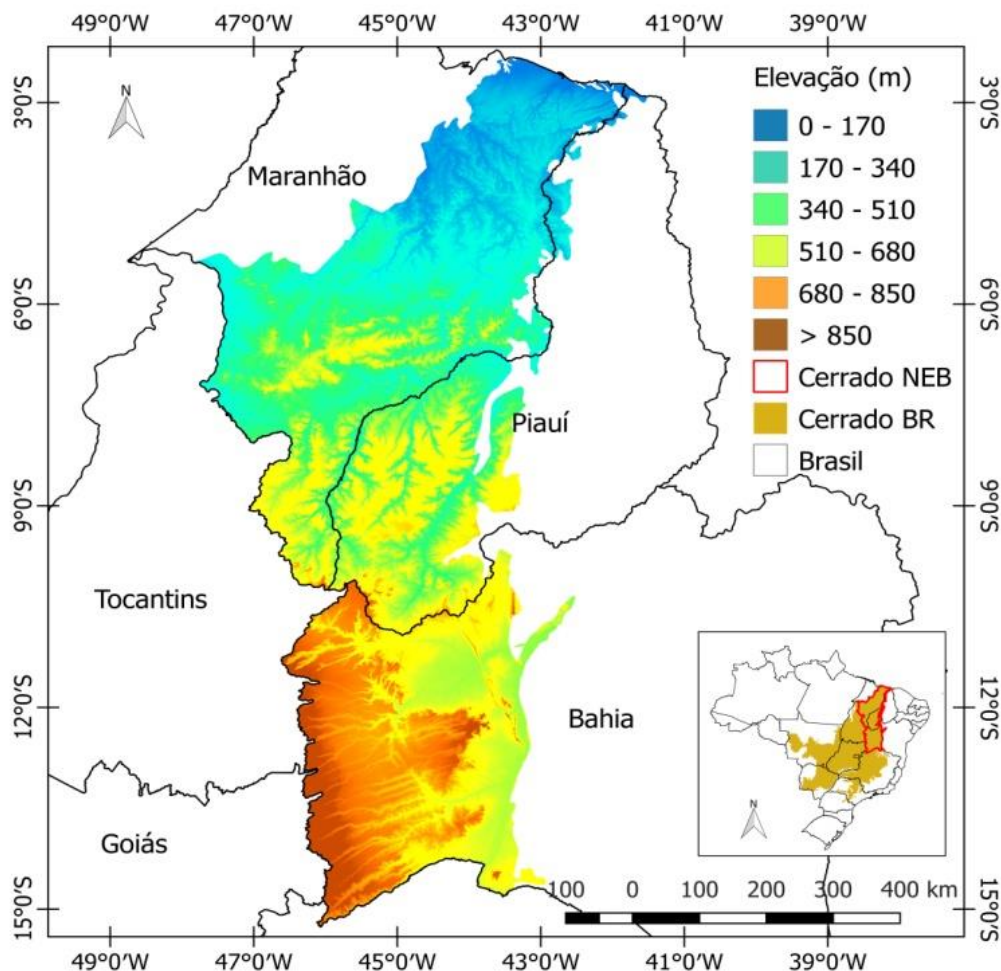 49°0'W 47°0'W 45°0'W 43°0'W 41°0'W 39°0'W
3°0'S
6°0'S
9°0'S
12°0'S
15°0'S
N
Maranhão
Piauí
Tocantins
Bahia
Goiás
Elevação (m)
0 - 170
170 - 340
340 - 510
510 - 680
680 - 850
> 850
Cerrado NEB
Cerrado BR
Brasil
3°0'S
6°0'S
9°0'S
12°0'S
15°0'S
N
100 0 100 200 300 400 km
49°0'W 47°0'W 45°0'W 43°0'W 41°0'W 39°0'W